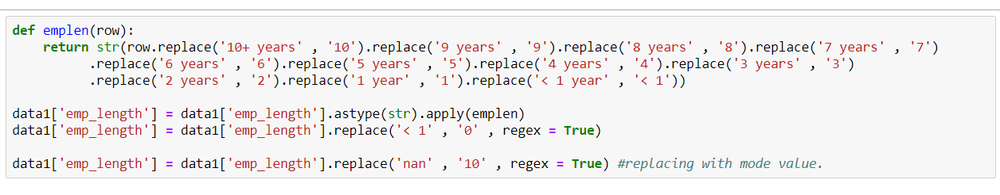 def emplen(row):
    return str(row.replace('10+ years' , '10').replace('9 years' , '9').replace('8 years' , '8').replace('7 years' , '7')
          .replace('6 years' , '6').replace('5 years' , '5').replace('4 years' , '4').replace('3 years' , '3')
          .replace('2 years' , '2').replace('1 year' , '1').replace('< 1 year' , '< 1'))
data1['emp_length'] = data1['emp_length'].astype(str).apply(emplen)
data1['emp_length'] = data1['emp_length'].replace('< 1' , '0' , regex = True)
data1['emp_length'] = data1['emp_length'].replace('nan' , '10' , regex = True) #replacing with mode value.